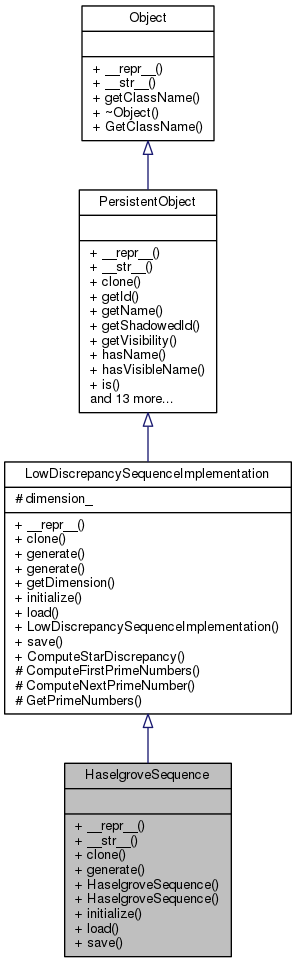 Object
+ __repr__()
+ __str__()
+ getClassName()
+ ~Object()
+ GetClassName()
PersistentObject
+ __repr__()
+ __str__()
+ clone()
+ getId()
+ getName()
+ getShadowedId()
+ getVisibility()
+ hasName()
+ hasVisibleName()
+ is()
and 13 more...
LowDiscrepancySequenceImplementation
# dimension_
+ __repr__()
+ clone()
+ generate()
+ generate()
+ getDimension()
+ initialize()
+ load()
+ LowDiscrepancySequenceImplementation()
+ save()
+ ComputeStarDiscrepancy()
# ComputeFirstPrimeNumbers()
# ComputeNextPrimeNumber()
# GetPrimeNumbers()
HaselgroveSequence
+ __repr__()
+ __str__()
+ clone()
+ generate()
+ HaselgroveSequence()
+ HaselgroveSequence()
+ initialize()
+ load()
+ save()